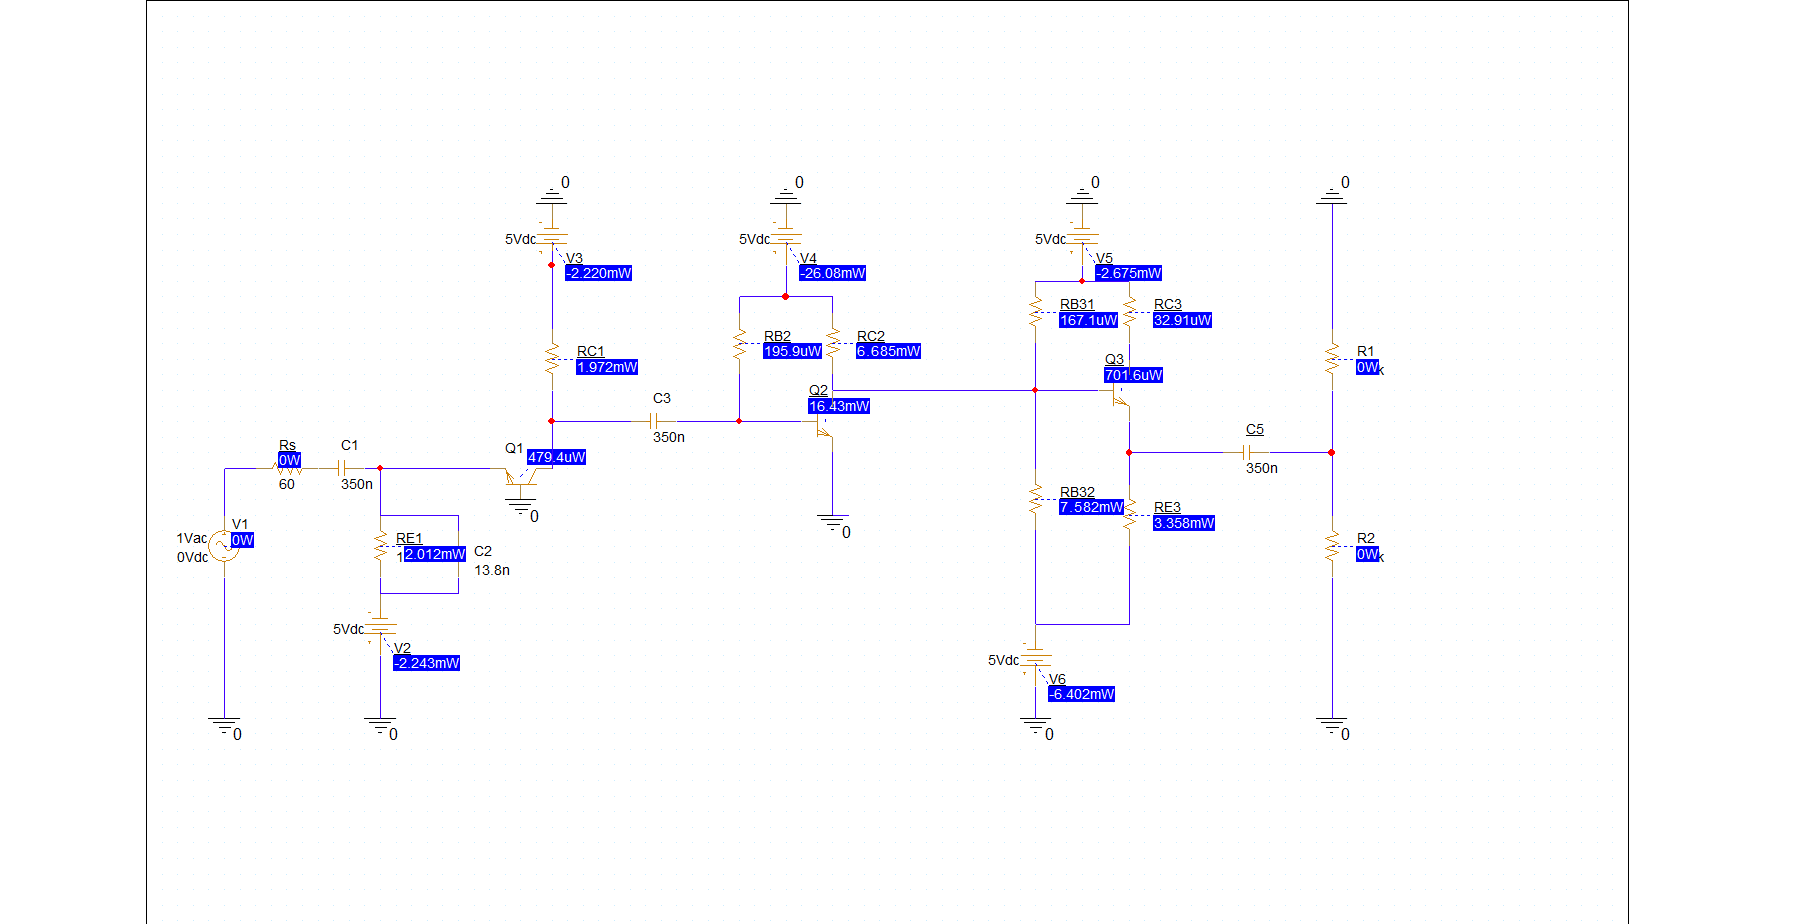 0
0
0
0
5Vdc
V3
-2.220mW
5Vdc
V4
-26.08mW
5Vdc
V5
-2.675mW
RB31
167.1uW
RC3
32.91uW
RB2
195.9uW
RC2
6.685mW
RC1
1.972mW
Q3
701.6uW
R1
0W
Q2
16.43mW
C3
350n
C5
350n
Rs
0W
60
C1
350n
Q1
479.4uW
0
RB32
7.582mW
RE3
3.358mW
0
V1
1Vac
0W
0Vdc
RE1
2.012mW
C2
13.8n
R2
0W
5Vdc
V2
-2.243mW
5Vdc
V6
-6.402mW
0
0
0
0